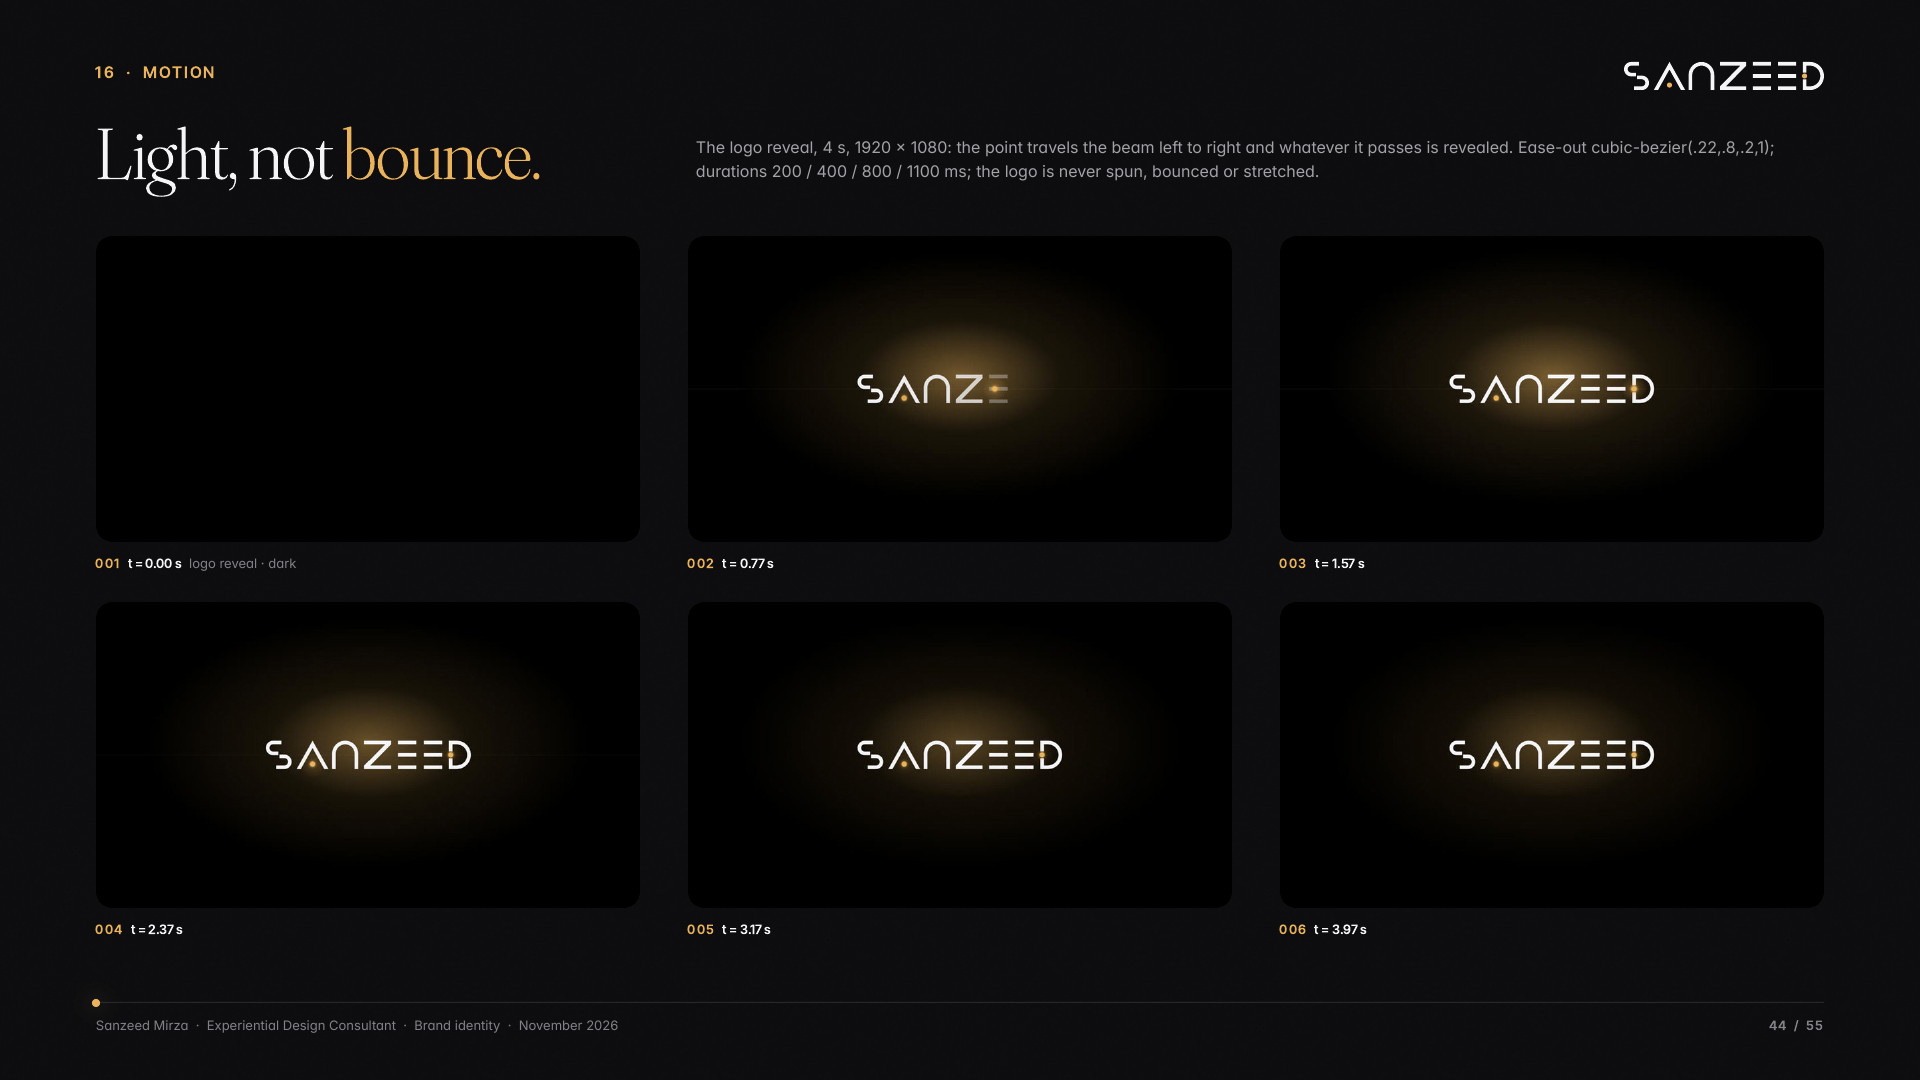 16 · MOTION
SANZEED
Light, not bounce.
The logo reveal, 4 s, 1920 × 1080: the point travels the beam left to right and whatever it passes is revealed. Ease-out cubic-bezier(.22,.8,.2,1);
durations 200 / 400 / 800 / 1100 ms; the logo is never spun, bounced or stretched.
SANZE
SANZEED
001 t = 0.00 s logo reveal · dark
002 t = 0.77 s
003 t = 1.57 s
SANZEED
SANZEED
SANZEED
004 t = 2.37 s
005 t = 3.17 s
006 t = 3.97 s
Sanzeed Mirza · Experiential Design Consultant · Brand identity · November 2026
44 / 55